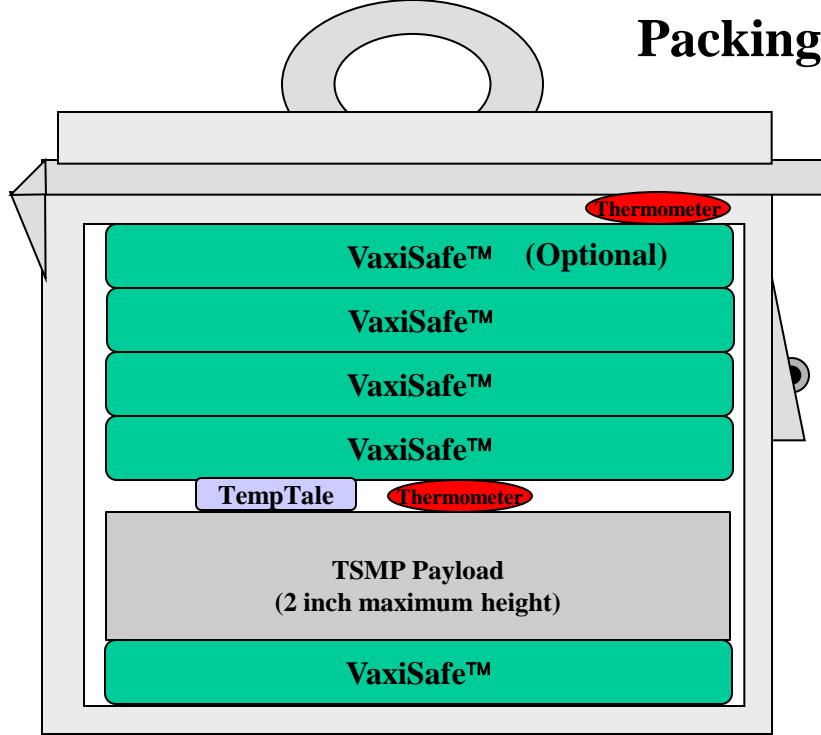 Packing
Thermometer
VaxiSafe™ (Optional)
VaxiSafe™
VaxiSafe™
VaxiSafe™
TempTale Thermometer
TSMP Payload
(2 inch maximum height)
VaxiSafe™